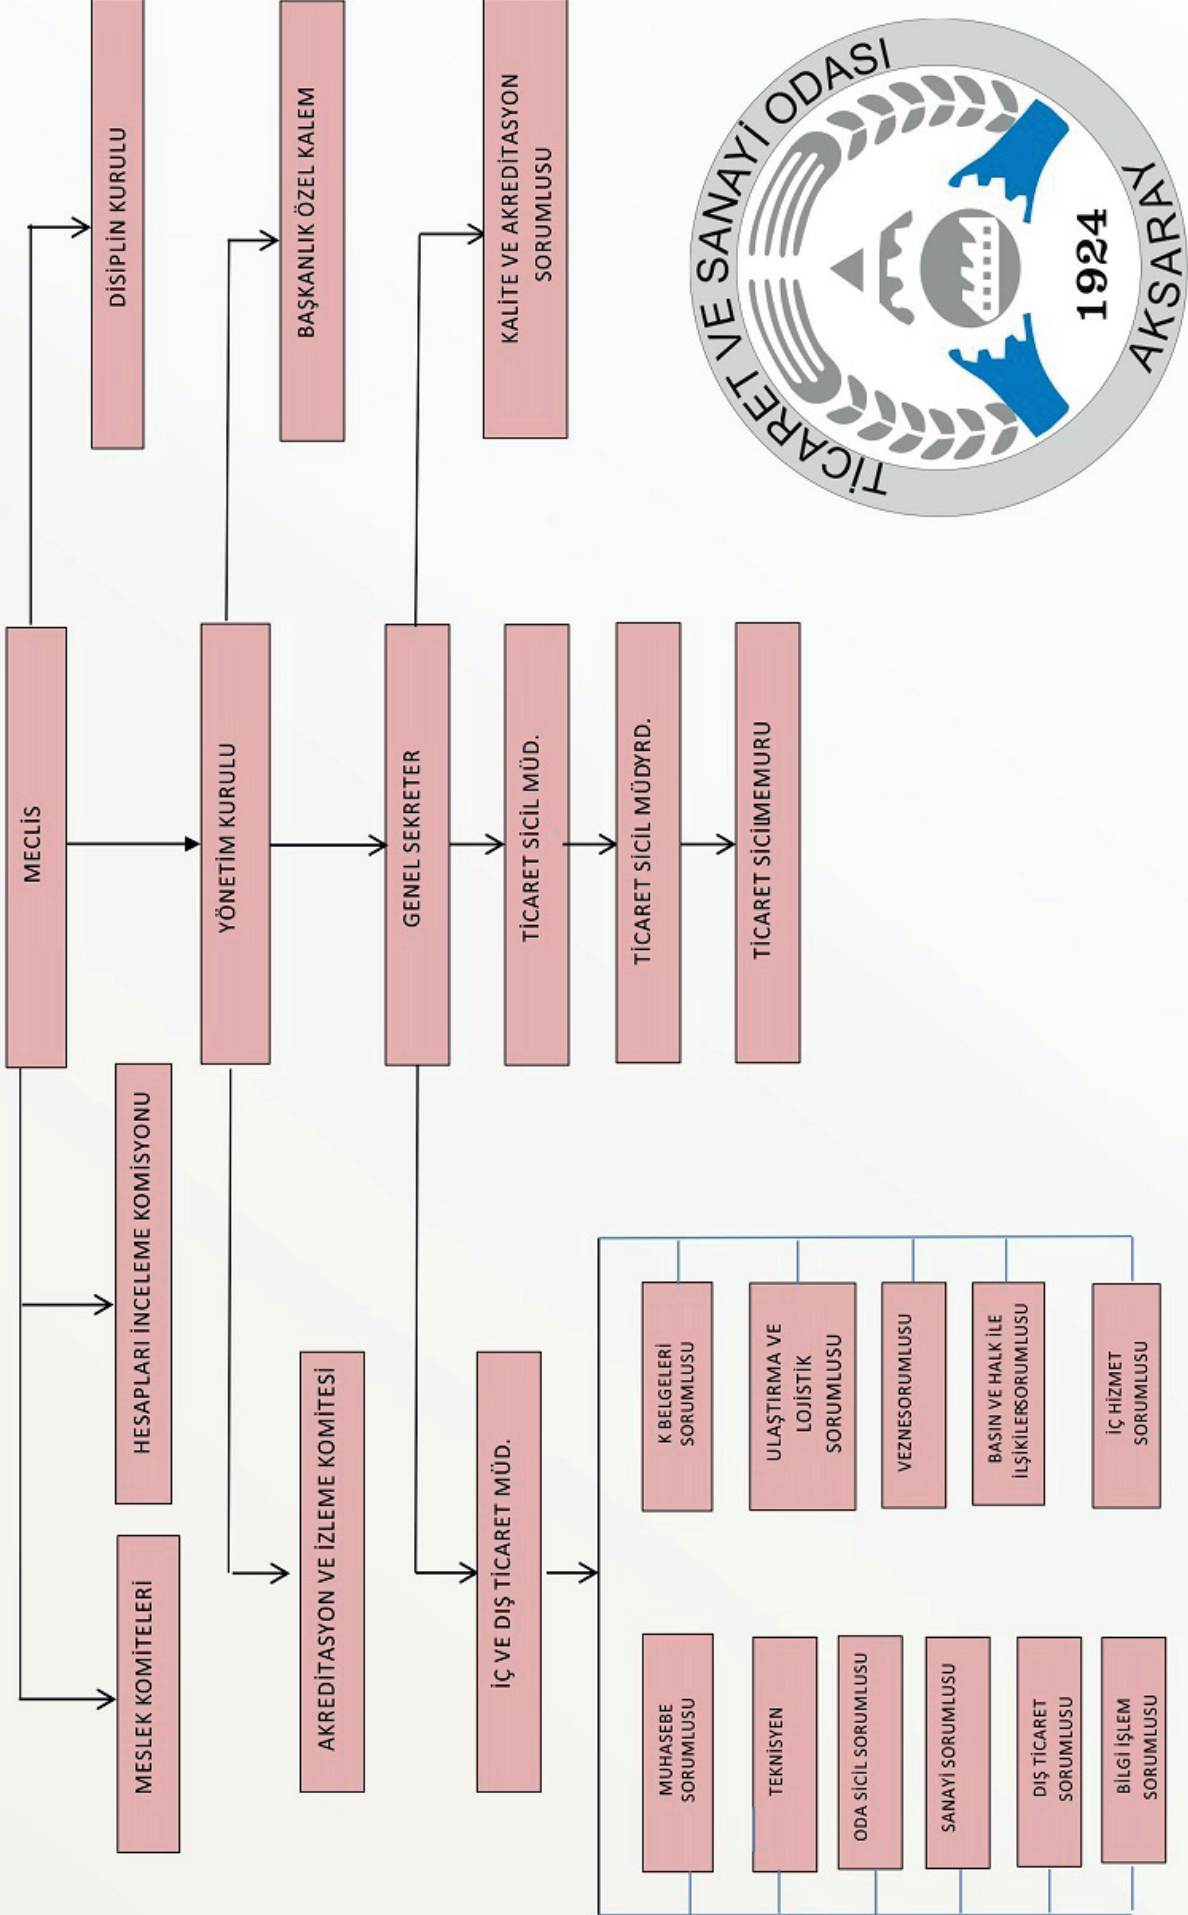 MECLİS
DİSİPLİN KURULU
HESAPLARI İNCELEME KOMİSYONU
MESLEK KOMİTELERİ
YÖNETİM KURULU
BAŞKANLIK ÖZEL KALEM
AKREDİTASYON VE İZLEME KOMİTESİ
GENEL SEKRETER
KALİTE VE AKREDİTASYON
SORUMLUSU
İÇ VE DIŞ TİCARET MÜD.
TİCARET SİCİL MÜD.
TİCARET SİCİL MÜDYRD.
TİCARET SİCİLMEMURU
MUHASEBE
SORUMLUSU
TEKNİSYEN
ODA SİCİL SORUMLUSU
SANAYİ SORUMLUSU
DIŞ TİCARET
SORUMLUSU
BİLGİ İŞLEM
SORUMLUSU
K BELGELERİ
SORUMLUSU
ULAŞTIRMA VE
LOJİSTİK
SORUMLUSU
VEZNESORUMLUSU
BASIN VE HALK İLE
İLŞİKİLERSORUMLUSU
İÇ HİZMET
SORUMLUSU
TİCARET VE SANAYİ ODASI
1924
AKSARAY